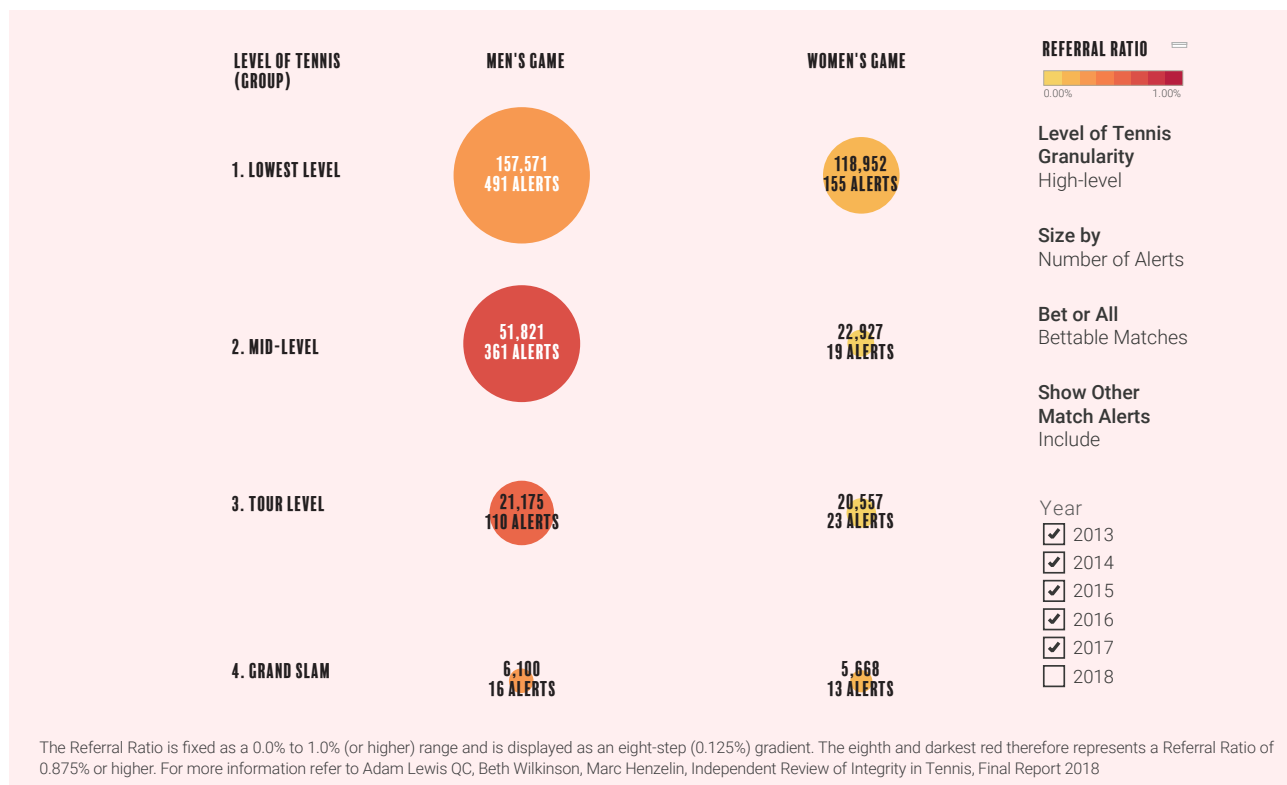 LEVEL OF TENNIS
(GROUP)
MEN'S GAME
WOMEN'S GAME
1. LOWEST LEVEL
157,571
491 ALERTS
118,952
155 ALERTS
2. MID-LEVEL
51,821
361 ALERTS
22,927
19 ALERTS
3. TOUR LEVEL
21,175
110 ALERTS
20,557
23 ALERTS
4. GRAND SLAM
6,100
16 ALERTS
5,668
13 ALERTS
REFERRAL RATIO
0.00% 1.00%
Level of Tennis
Granularity
High-level
Size by
Number of Alerts
Bet or All
Bettable Matches
Show Other
Match Alerts
Include
Year
2013
2014
2015
2016
2017
2018
The Referral Ratio is fixed as a 0.0% to 1.0% (or higher) range and is displayed as an eight-step (0.125%) gradient. The eighth and darkest red therefore represents a Referral Ratio of
0.875% or higher. For more information refer to Adam Lewis QC, Beth Wilkinson, Marc Henzelin, Independent Review of Integrity in Tennis, Final Report 2018